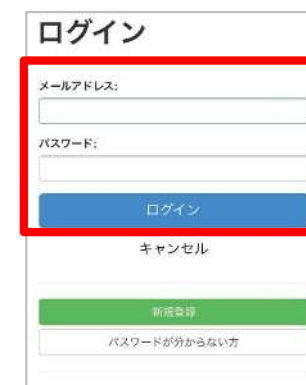 ログイン
メールアドレス:
パスワード:
ログイン
キャンセル
新規登録
パスワードが分からない方